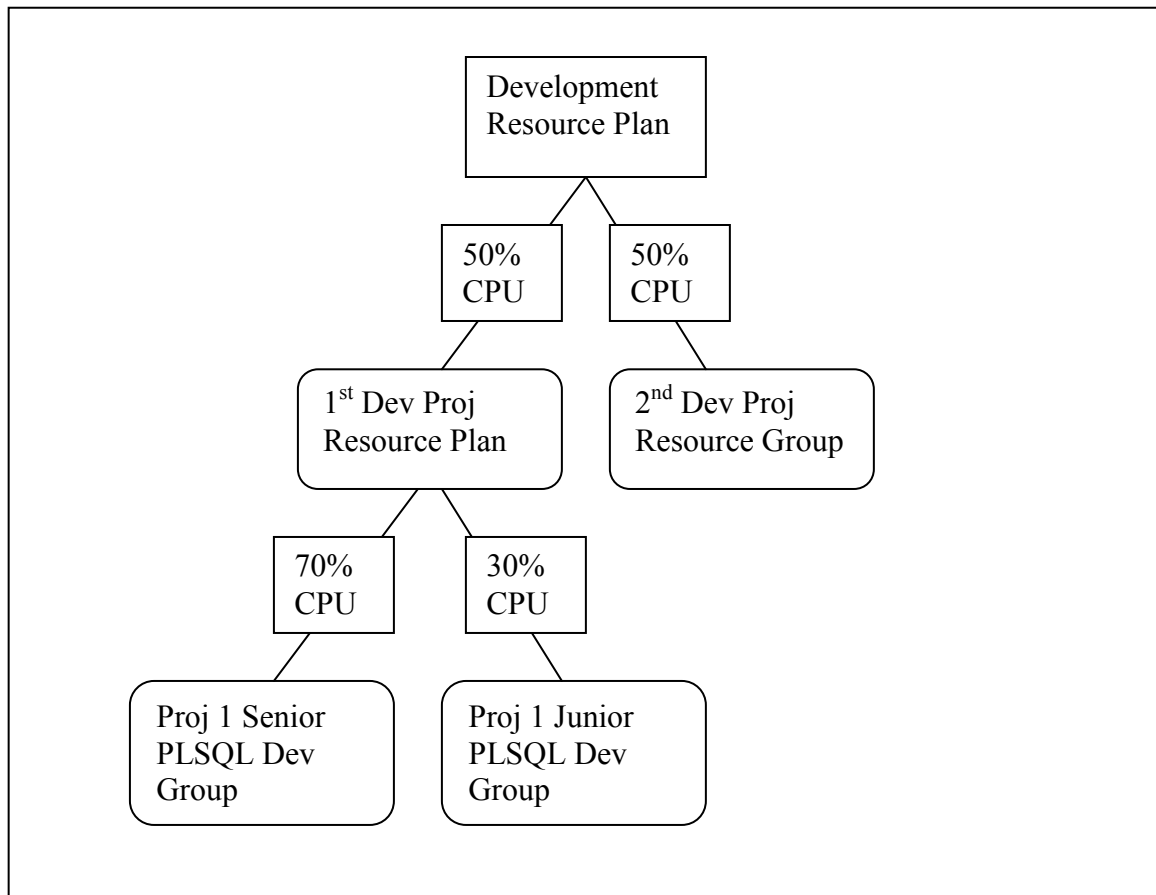 Development
Resource Plan
50%
CPU
50%
CPU
1st Dev Proj
Resource Plan
2nd Dev Proj
Resource Group
70%
CPU
30%
CPU
Proj 1 Senior
PLSQL Dev
Group
Proj 1 Junior
PLSQL Dev
Group